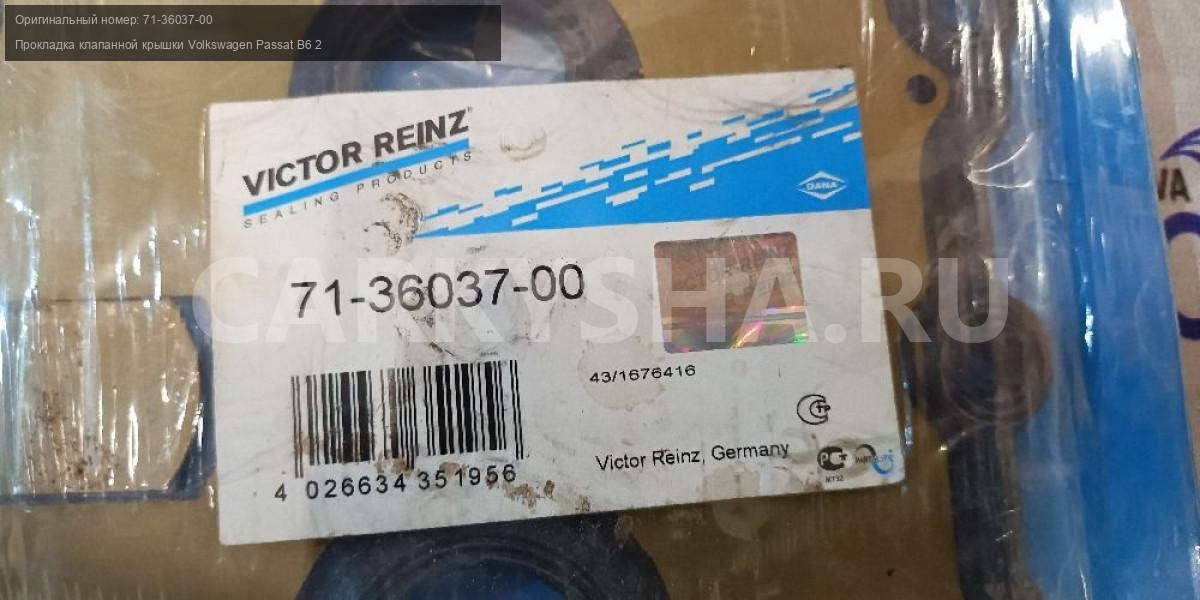 Оригинальный номер: 71-36037-00
Прокладка клапанной крышки Volkswagen Passat B6 2
VICTOR REINZ®
SEALING PRODUCTS
DANA
71-36037-00
CARKYSHA.RU
43/1676416
4 026634 351956
Victor Reinz, Germany